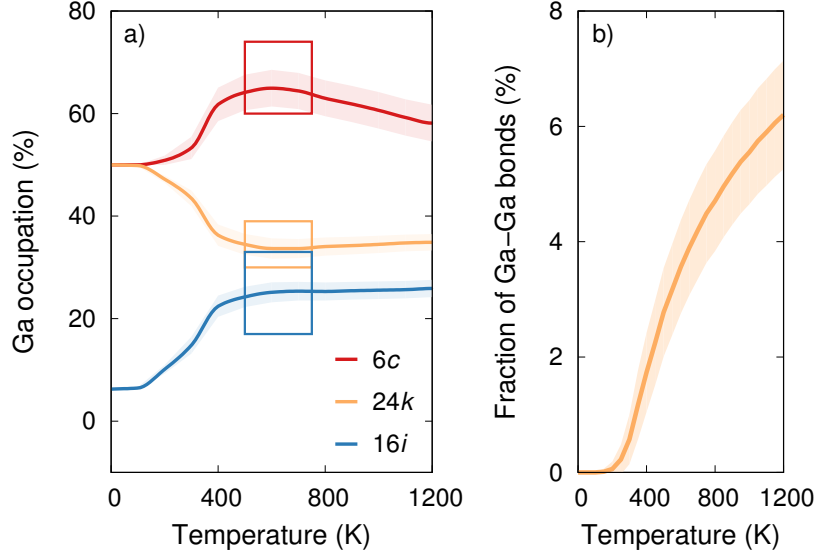 a)
Ga occupation (%)
80
60
40
20
0
6c
24k
16i
0 400 800 1200
Temperature (K)
b)
Fraction of Ga–Ga bonds (%)
8
6
4
2
0
0 400 800 1200
Temperature (K)